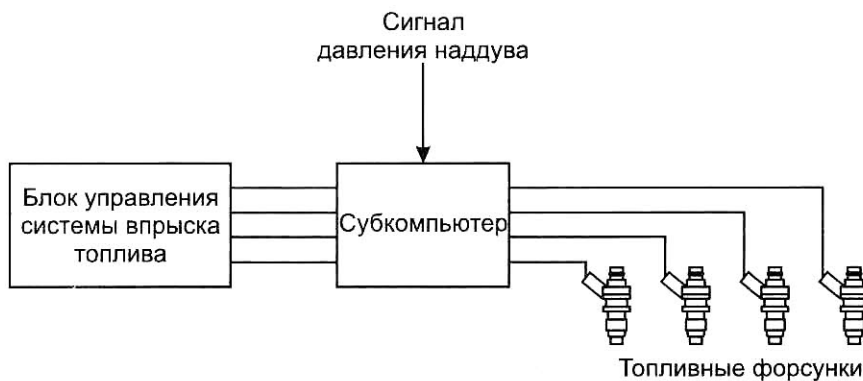 Сигнал
давления наддува
Блок управления
системы впрыска
топлива
Субкомпьютер
Топливные форсунки